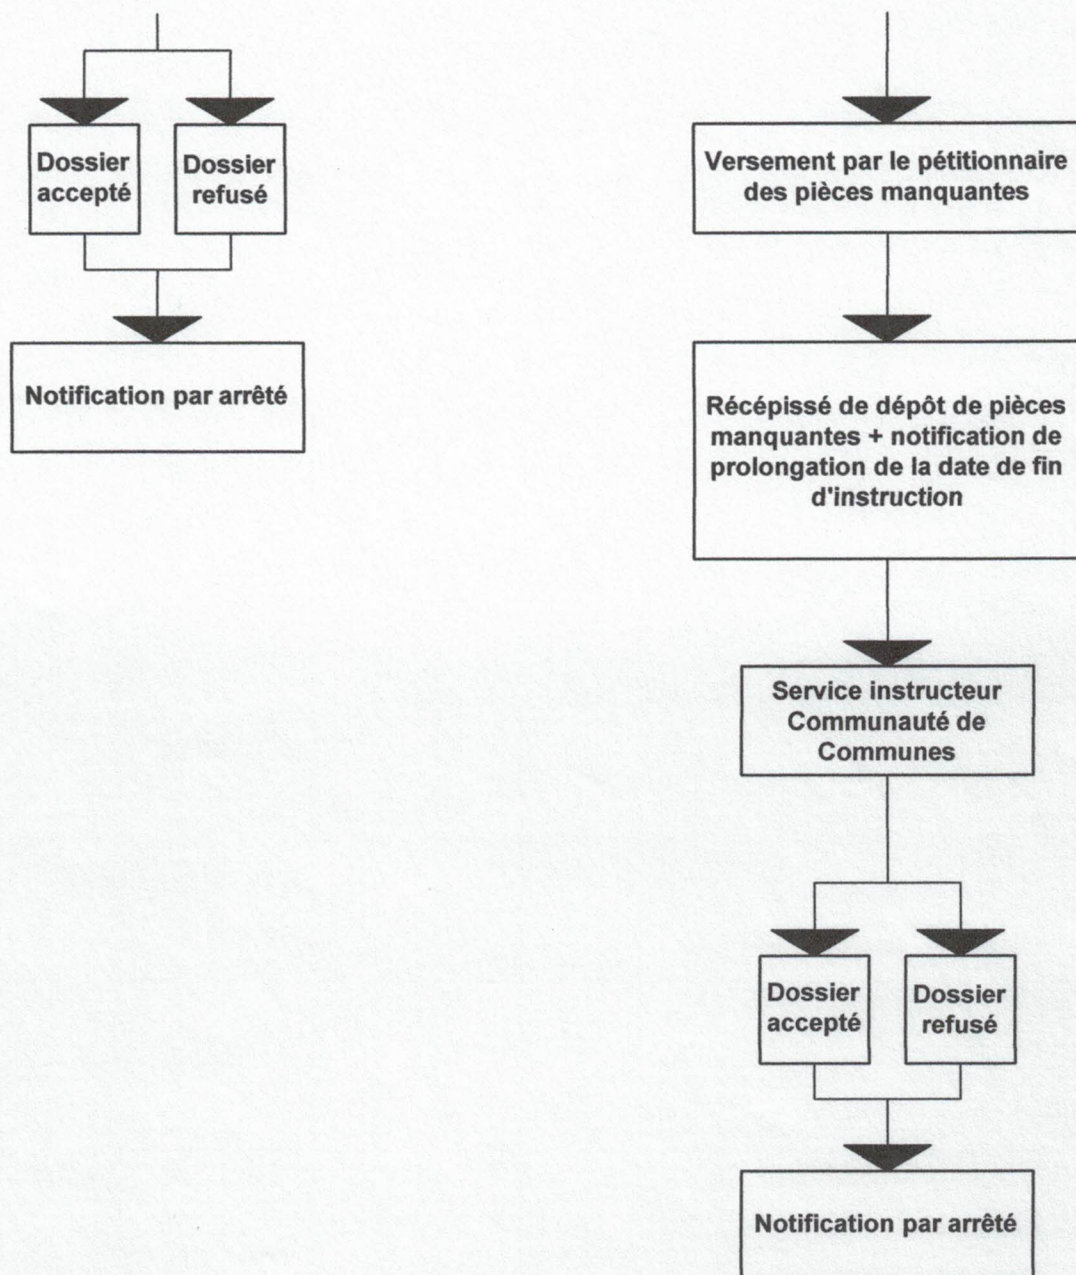 Dossier
accepté
Dossier
refusé
Notification par arrêté
Versement par le pétitionnaire
des pièces manquantes
Récépissé de dépôt de pièces
manquantes + notification de
prolongation de la date de fin
d'instruction
Service instructeur
Communauté de
Communes
Dossier
accepté
Dossier
refusé
Notification par arrêté